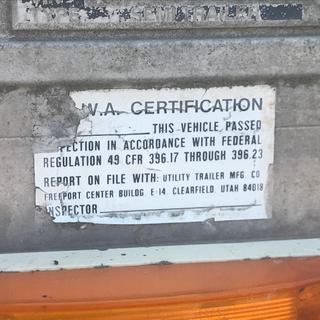 .W.A. CERTIFICATION
THIS VEHICLE PASSED
PECTION IN ACCORDANCE WITH FEDERAL
REGULATION 49 CFR 396.17 THROUGH 396.23
REPORT ON FILE WITH: UTILITY TRAILER MFG. CO
FREEPORT CENTER BUILDG E-14, CLEARFIELD, UTAH 84018
INSPECTOR